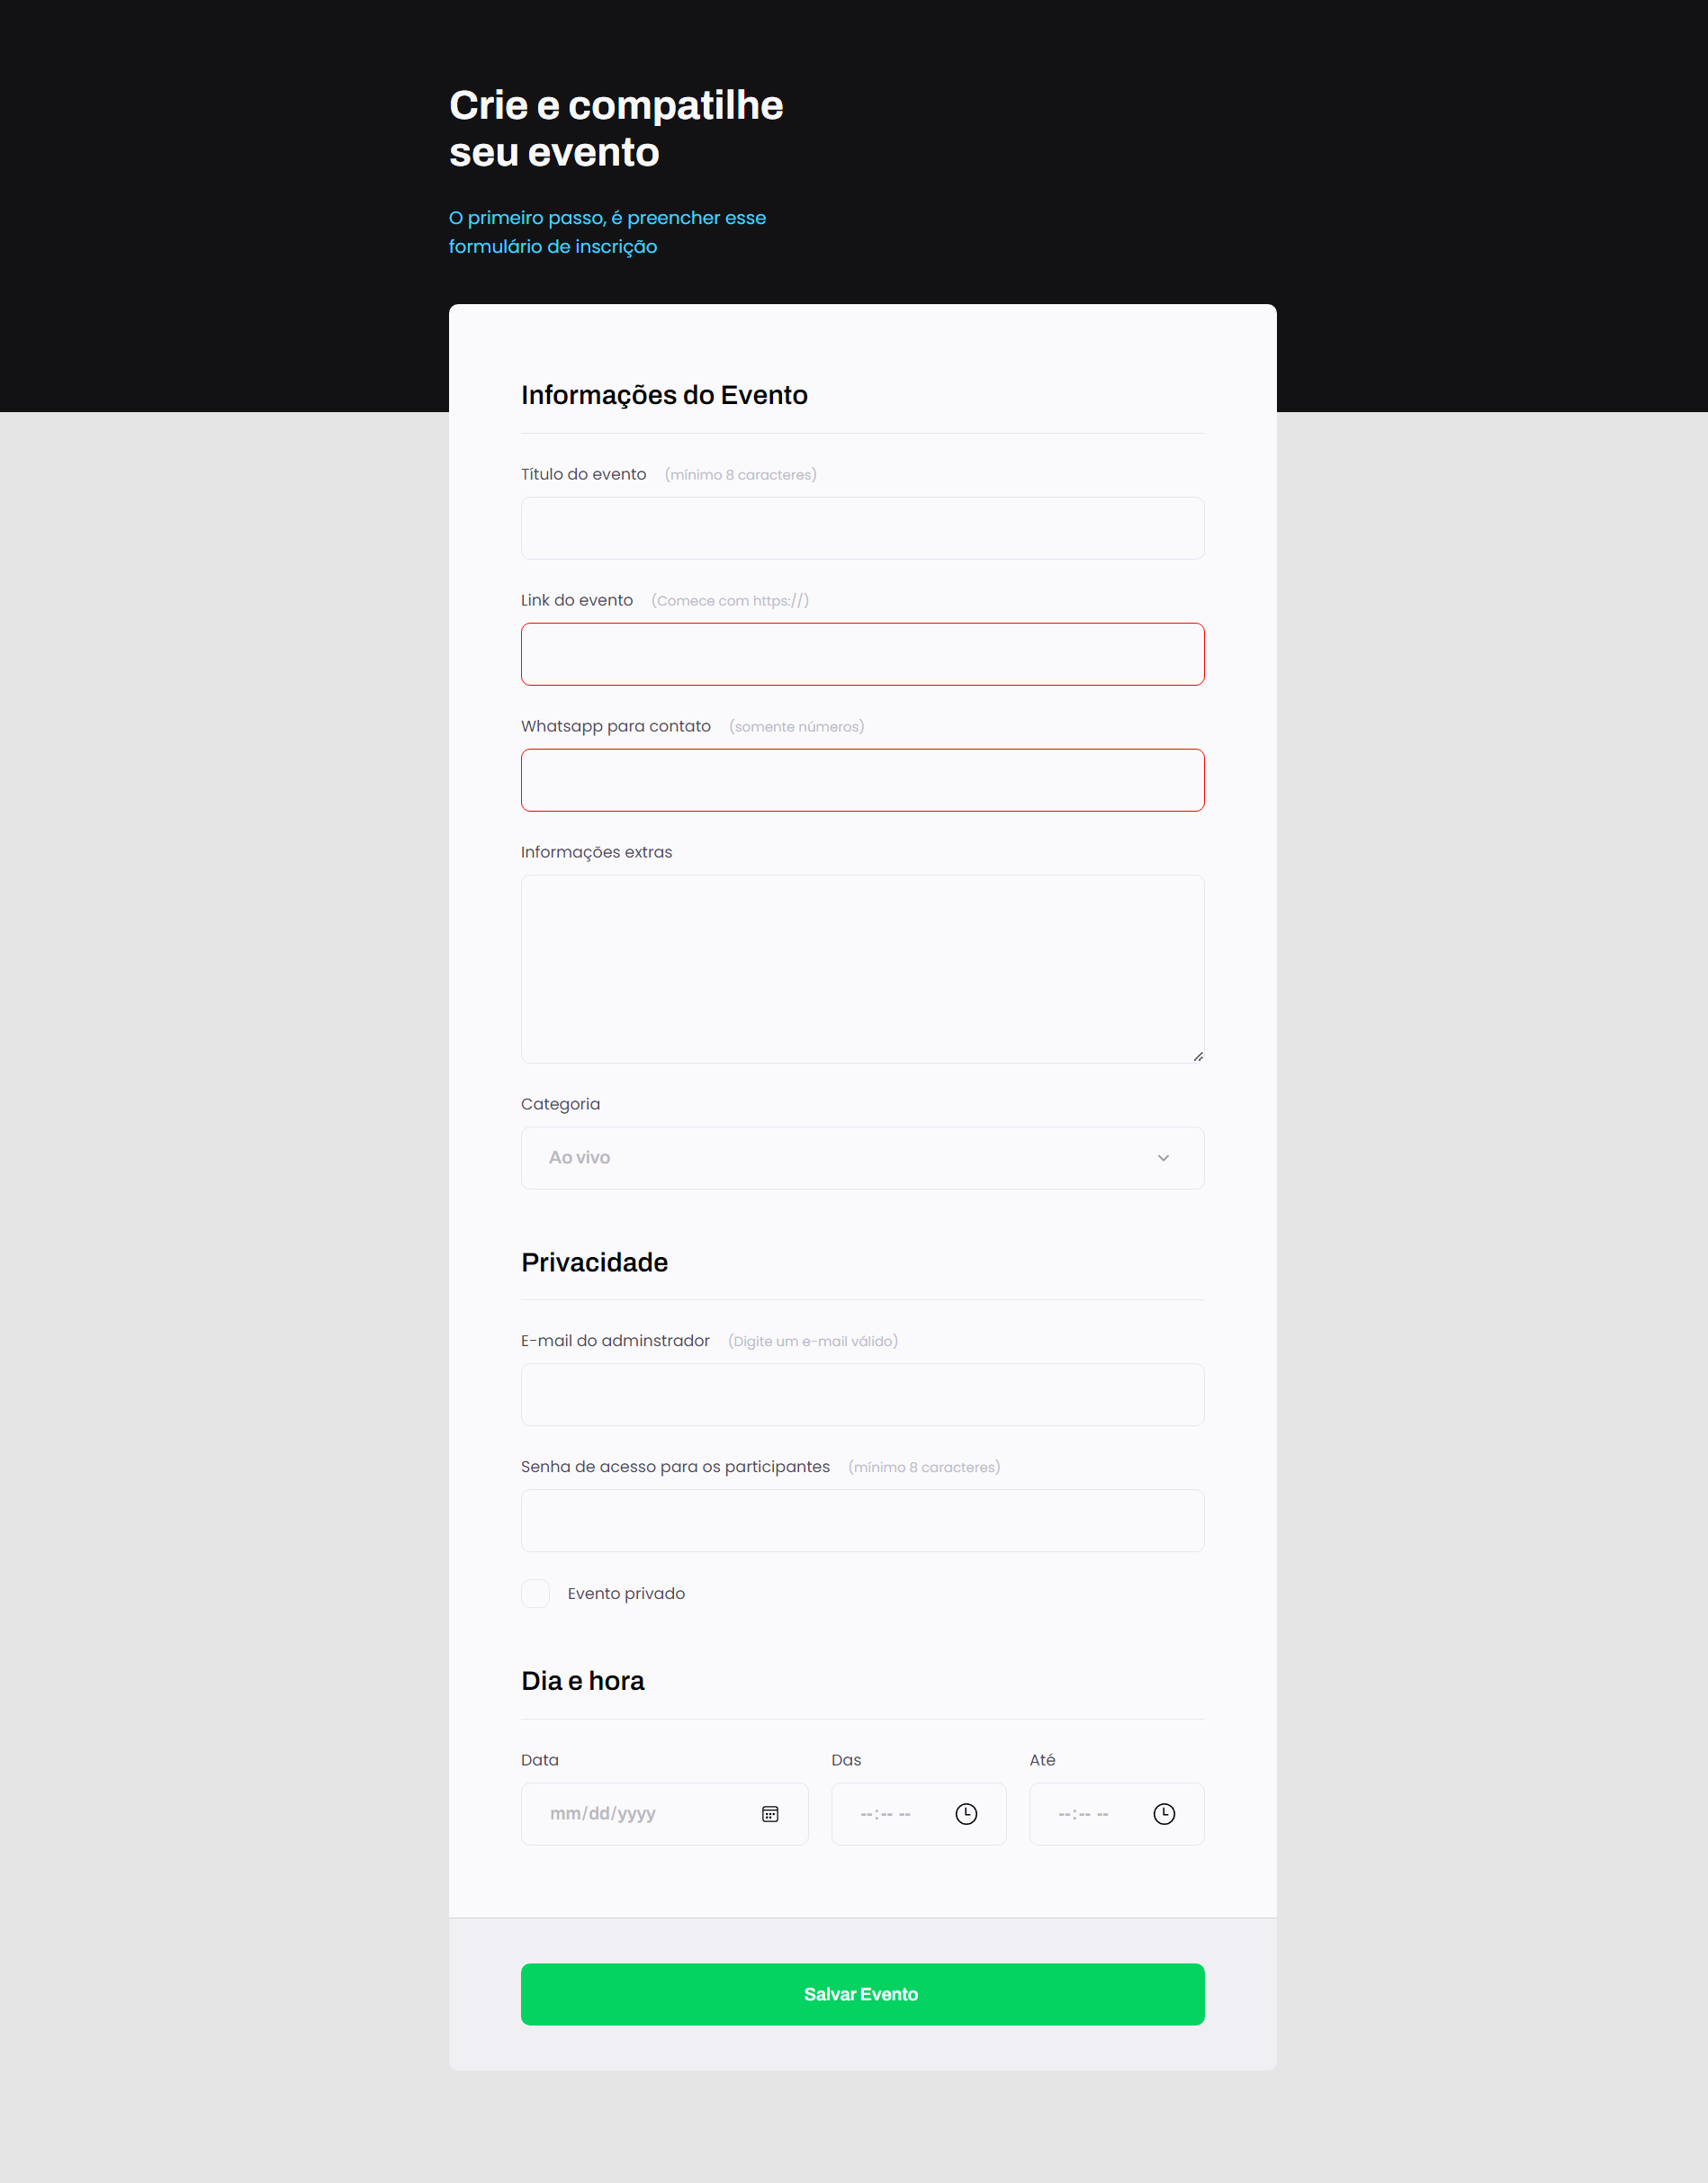 Crie e compatilhe
seu evento
O primeiro passo, é preencher esse
formulário de inscrição
Informações do Evento
Título do evento (mínimo 8 caracteres)
Link do evento (Comece com https://)
Whatsapp para contato (somente números)
Informações extras
Categoria
Ao vivo
Privacidade
E-mail do adminstrador (Digite um e-mail válido)
Senha de acesso para os participantes (mínimo 8 caracteres)
Evento privado
Dia e hora
Data Das Até
mm/dd/yyyy --:-- -- --:-- --
Salvar Evento